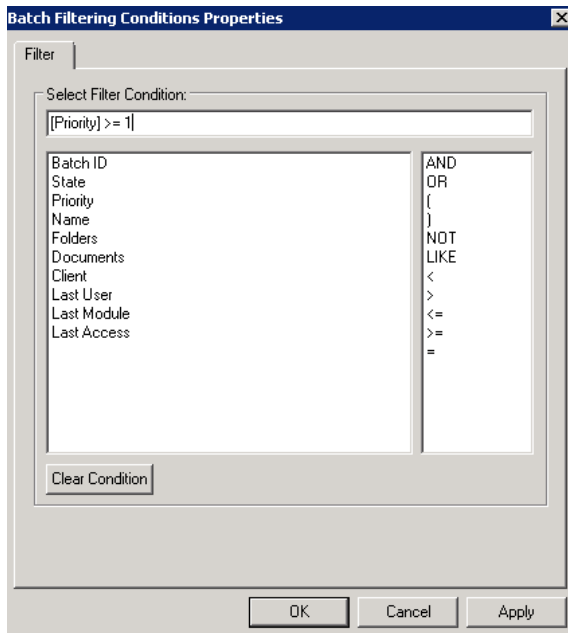 Batch Filtering Conditions Properties
Filter
Select Filter Condition:
[Priority] >= 1
Batch ID
State
Priority
Name
Folders
Documents
Client
Last User
Last Module
Last Access
AND
OR
(
)
NOT
LIKE
<
>
<=
>=
=
Clear Condition
OK
Cancel
Apply